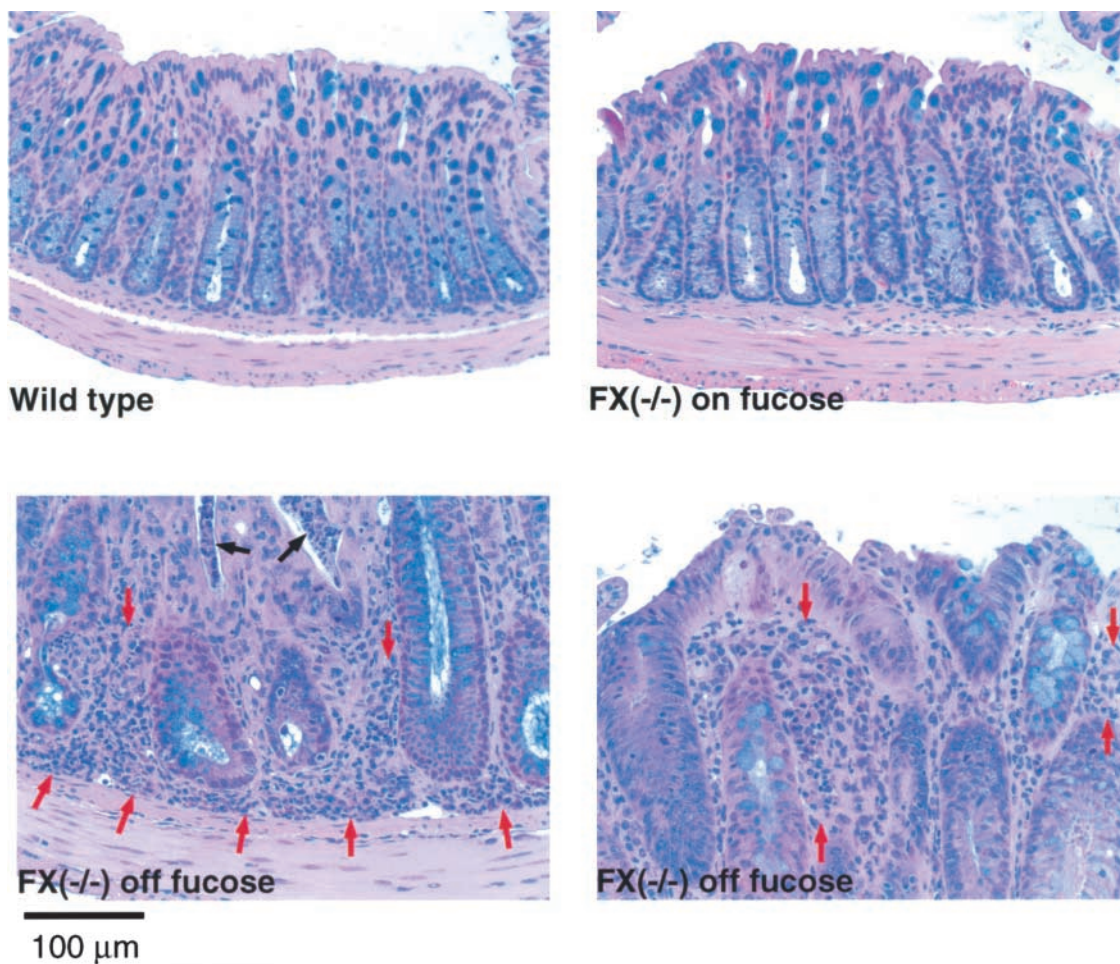 Wild type
FX(-/-) on fucose
FX(-/-) off fucose
FX(-/-) off fucose
100 μm